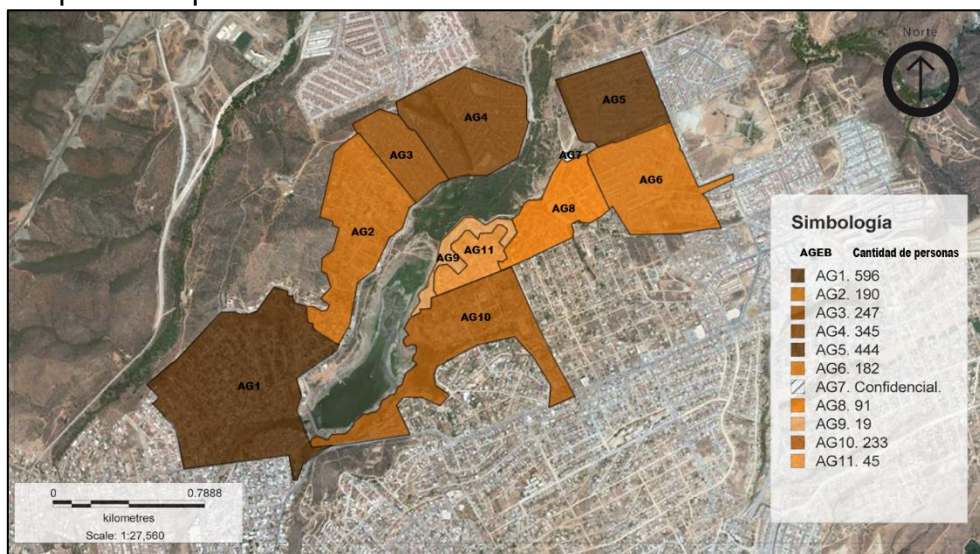 Norte
AG4
AG5
AG3
AG7
AG6
AG8
AG2
AG11
AG9
AG10
AG1
Simbología
AGEB Cantidad de personas
AG1. 596
AG2. 190
AG3. 247
AG4. 345
AG5. 444
AG6. 182
AG7. Confidencial.
AG8. 91
AG9. 19
AG10. 233
AG11. 45
0 0.7888
kilometres
Scale: 1:27,560